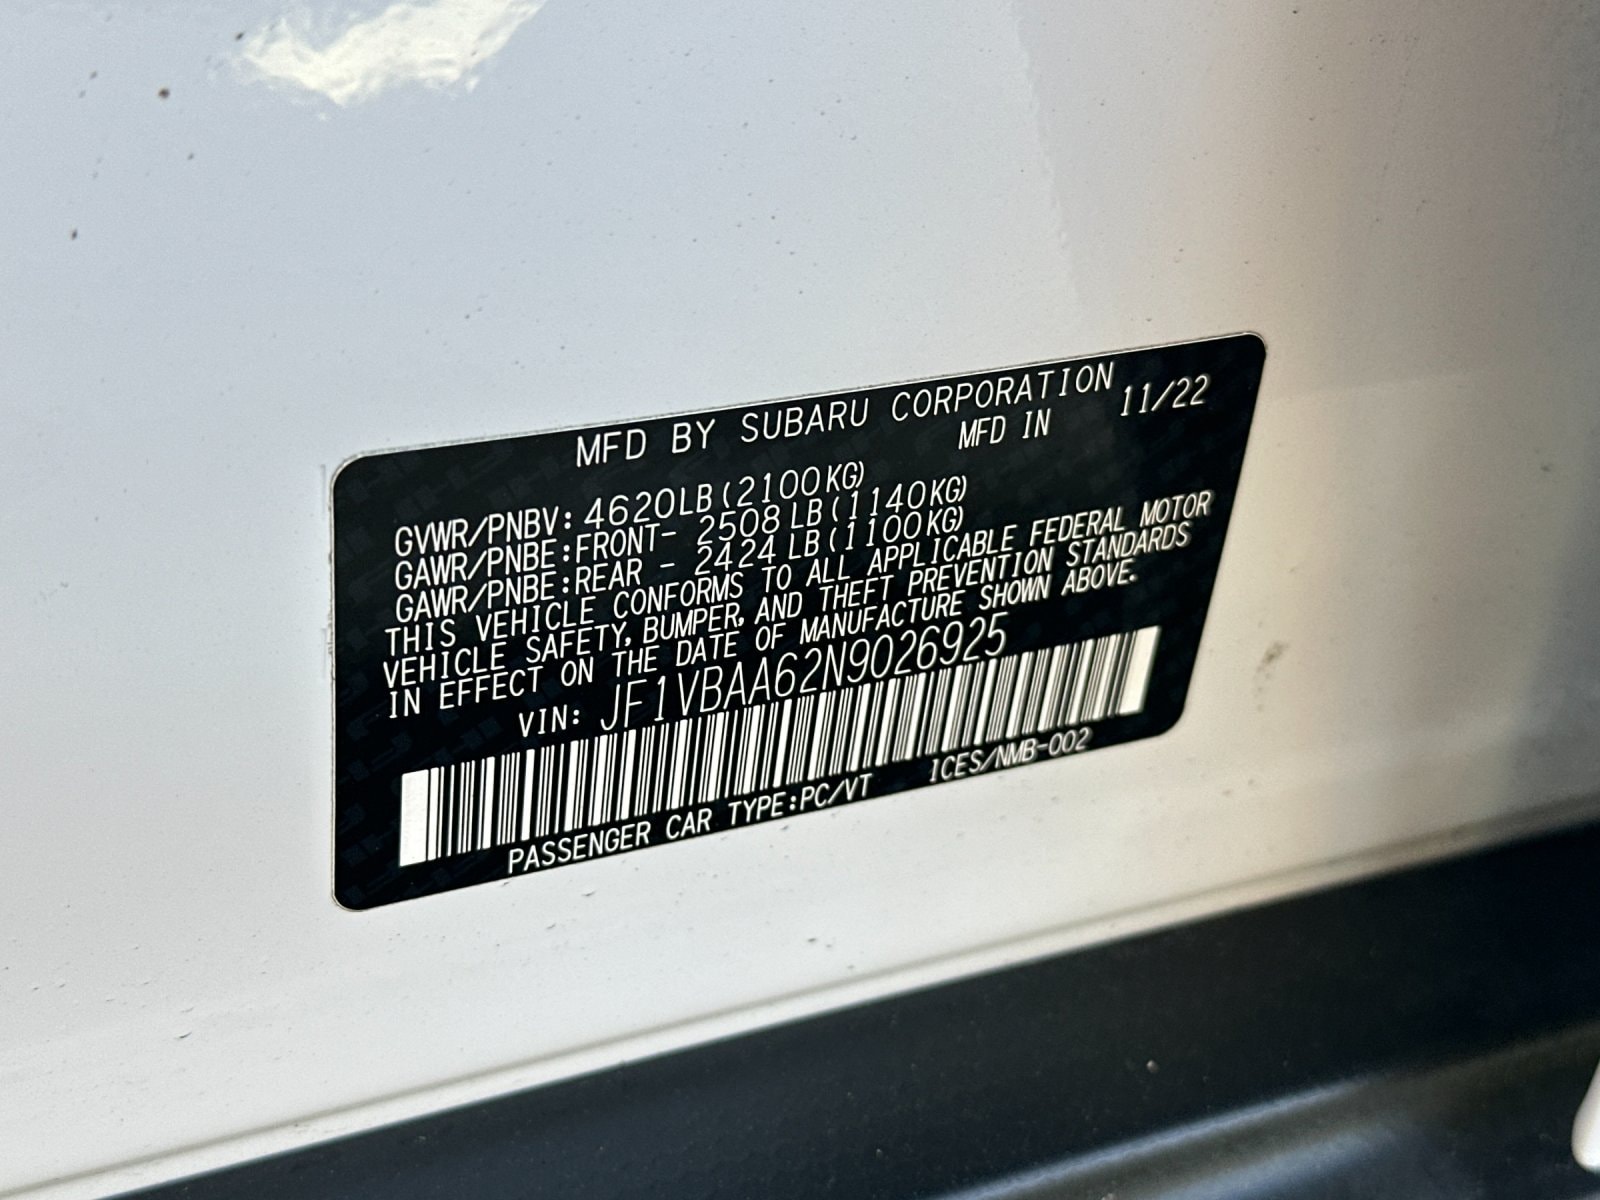 MFD BY SUBARU CORPORATION
MFD IN 11/22
GVWR/PNBV: 4620LB (2100KG)
GAWR/PNBE:FRONT- 2508 LB (1140KG)
GAWR/PNBE:REAR - 2424 LB (1100KG)
THIS VEHICLE CONFORMS TO ALL APPLICABLE FEDERAL MOTOR
VEHICLE SAFETY, BUMPER, AND THEFT PREVENTION STANDARDS
IN EFFECT ON THE DATE OF MANUFACTURE SHOWN ABOVE.
VIN: JF1VBAA62N9026925
PASSENGER CAR TYPE:PC/VT ICES/NMB-002